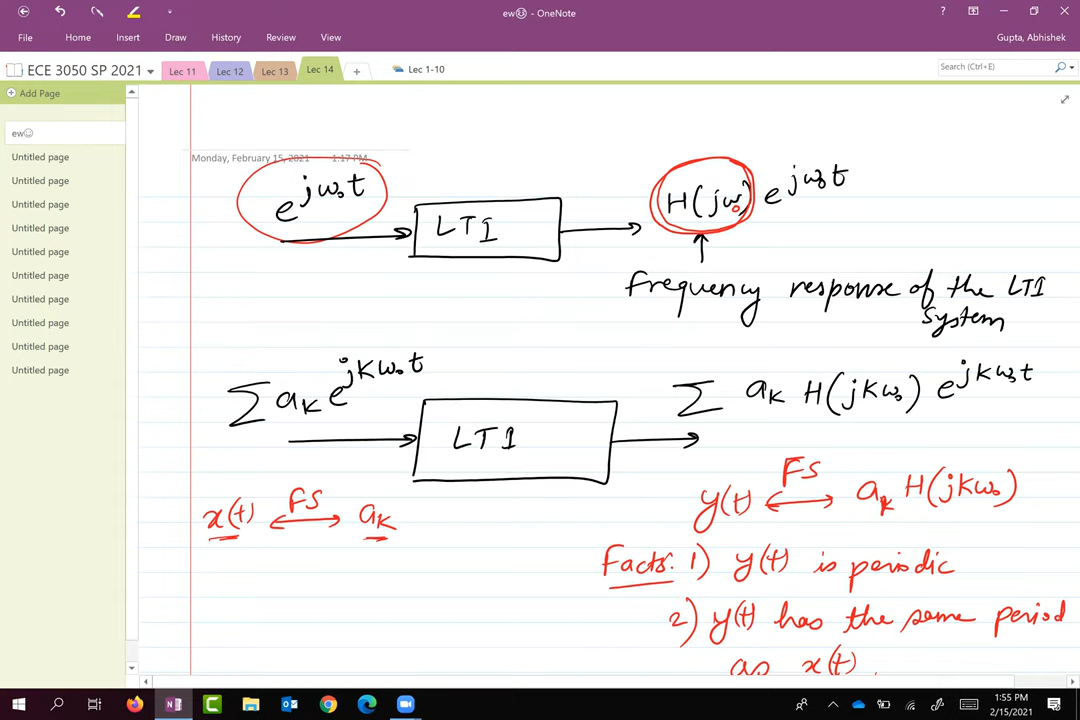 ew☺ - OneNote
File Home Insert Draw History Review View
Gupta, Abhishek
ECE 3050 SP 2021 Lec 11 Lec 12 Lec 13 Lec 14 Lec 1-10
Search (Ctrl+E)
Add Page
ew☺
Untitled page
Untitled page
Untitled page
Untitled page
Untitled page
Untitled page
Untitled page
Untitled page
Untitled page
Untitled page
Monday, February 15, 2021 1:17 PM
e^{jω₀t} LTI H(jω₀) e^{jω₀t}
frequency response of the LTI
system
∑ a_K e^{jKω₀t} LTI ∑ a_K H(jKω₀) e^{jKω₀t}
x(t) ⟷ FS a_K
y(t) ⟷ FS a_K H(jKω₀)
Facts: 1) y(t) is periodic
2) y(t) has the same period
as x(t).
1:55 PM
2/15/2021